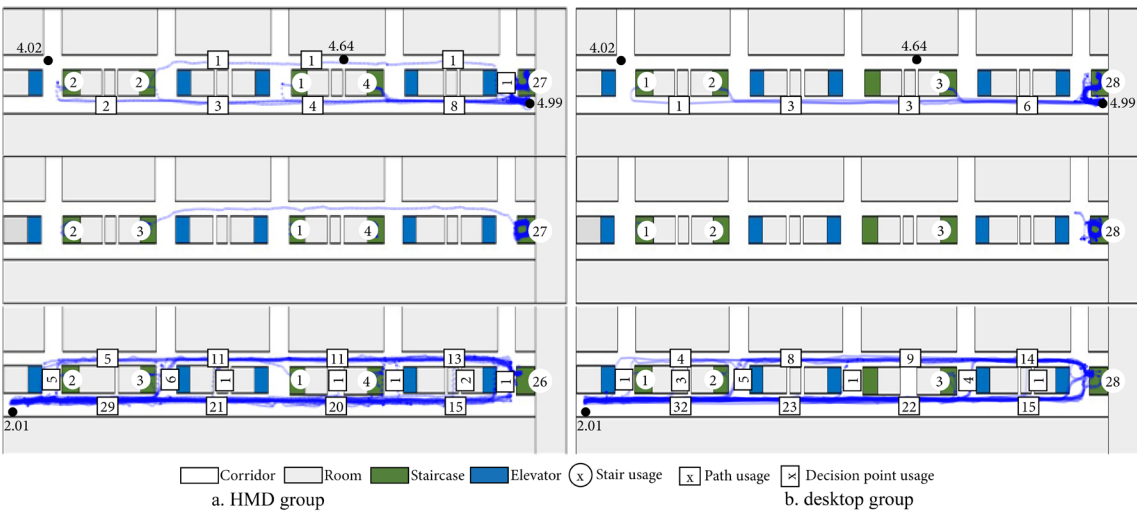 4.02
4.64
1 1 1
2 2 1 4 1 27
2 3 4 8 4.99
4.02
4.64
1 2 3 28
1 3 3 6 4.99
2 3 1 4 27
1 2 3 28
5 11 11 13
5 2 3 6 1 1 4 1 2 1 26
29 21 20 15
2.01
4 8 9 14
1 1 3 2 5 1 3 4 1 28
32 23 22 15
2.01
Corridor Room Staircase Elevator x Stair usage x Path usage x Decision point usage
a. HMD group
b. desktop group